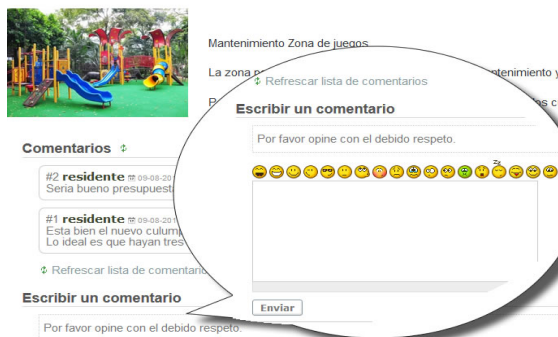 Mantenimiento Zona de juegos
La zona
ntenimiento y
Refrescar lista de comentarios
Escribir un comentario
Por favor opine con el debido respeto.
Enviar
Comentarios
#2 residente 09-08-201
Seria bueno presupuest
#1 residente 09-08-201
Esta bien el nuevo culump
Lo ideal es que hayan tres
Refrescar lista de comentario
Escribir un comentario
Por favor opine con el debido respeto.